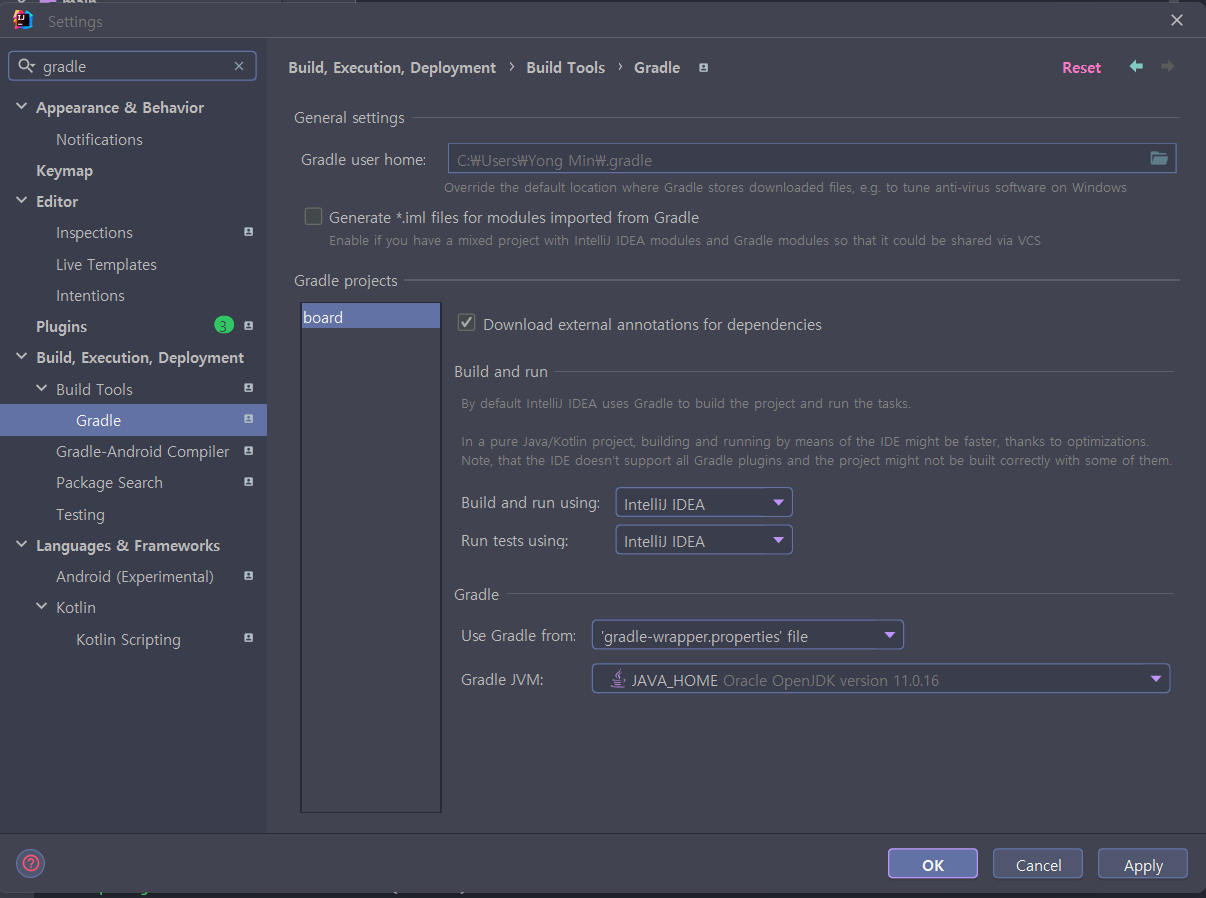 Settings
gradle
Appearance & Behavior
Notifications
Keymap
Editor
Inspections
Live Templates
Intentions
Plugins 3
Build, Execution, Deployment
Build Tools
Gradle
Gradle-Android Compiler
Package Search
Testing
Languages & Frameworks
Android (Experimental)
Kotlin
Kotlin Scripting
Build, Execution, Deployment › Build Tools › Gradle
Reset
General settings
Gradle user home: C:₩Users₩Yong Min₩.gradle
Override the default location where Gradle stores downloaded files, e.g. to tune anti-virus software on Windows
Generate *.iml files for modules imported from Gradle
Enable if you have a mixed project with IntelliJ IDEA modules and Gradle modules so that it could be shared via VCS
Gradle projects
board
Download external annotations for dependencies
Build and run
By default IntelliJ IDEA uses Gradle to build the project and run the tasks.
In a pure Java/Kotlin project, building and running by means of the IDE might be faster, thanks to optimizations.
Note, that the IDE doesn't support all Gradle plugins and the project might not be built correctly with some of them.
Build and run using: IntelliJ IDEA
Run tests using: IntelliJ IDEA
Gradle
Use Gradle from: 'gradle-wrapper.properties' file
Gradle JVM: JAVA_HOME Oracle OpenJDK version 11.0.16
?
OK
Cancel
Apply